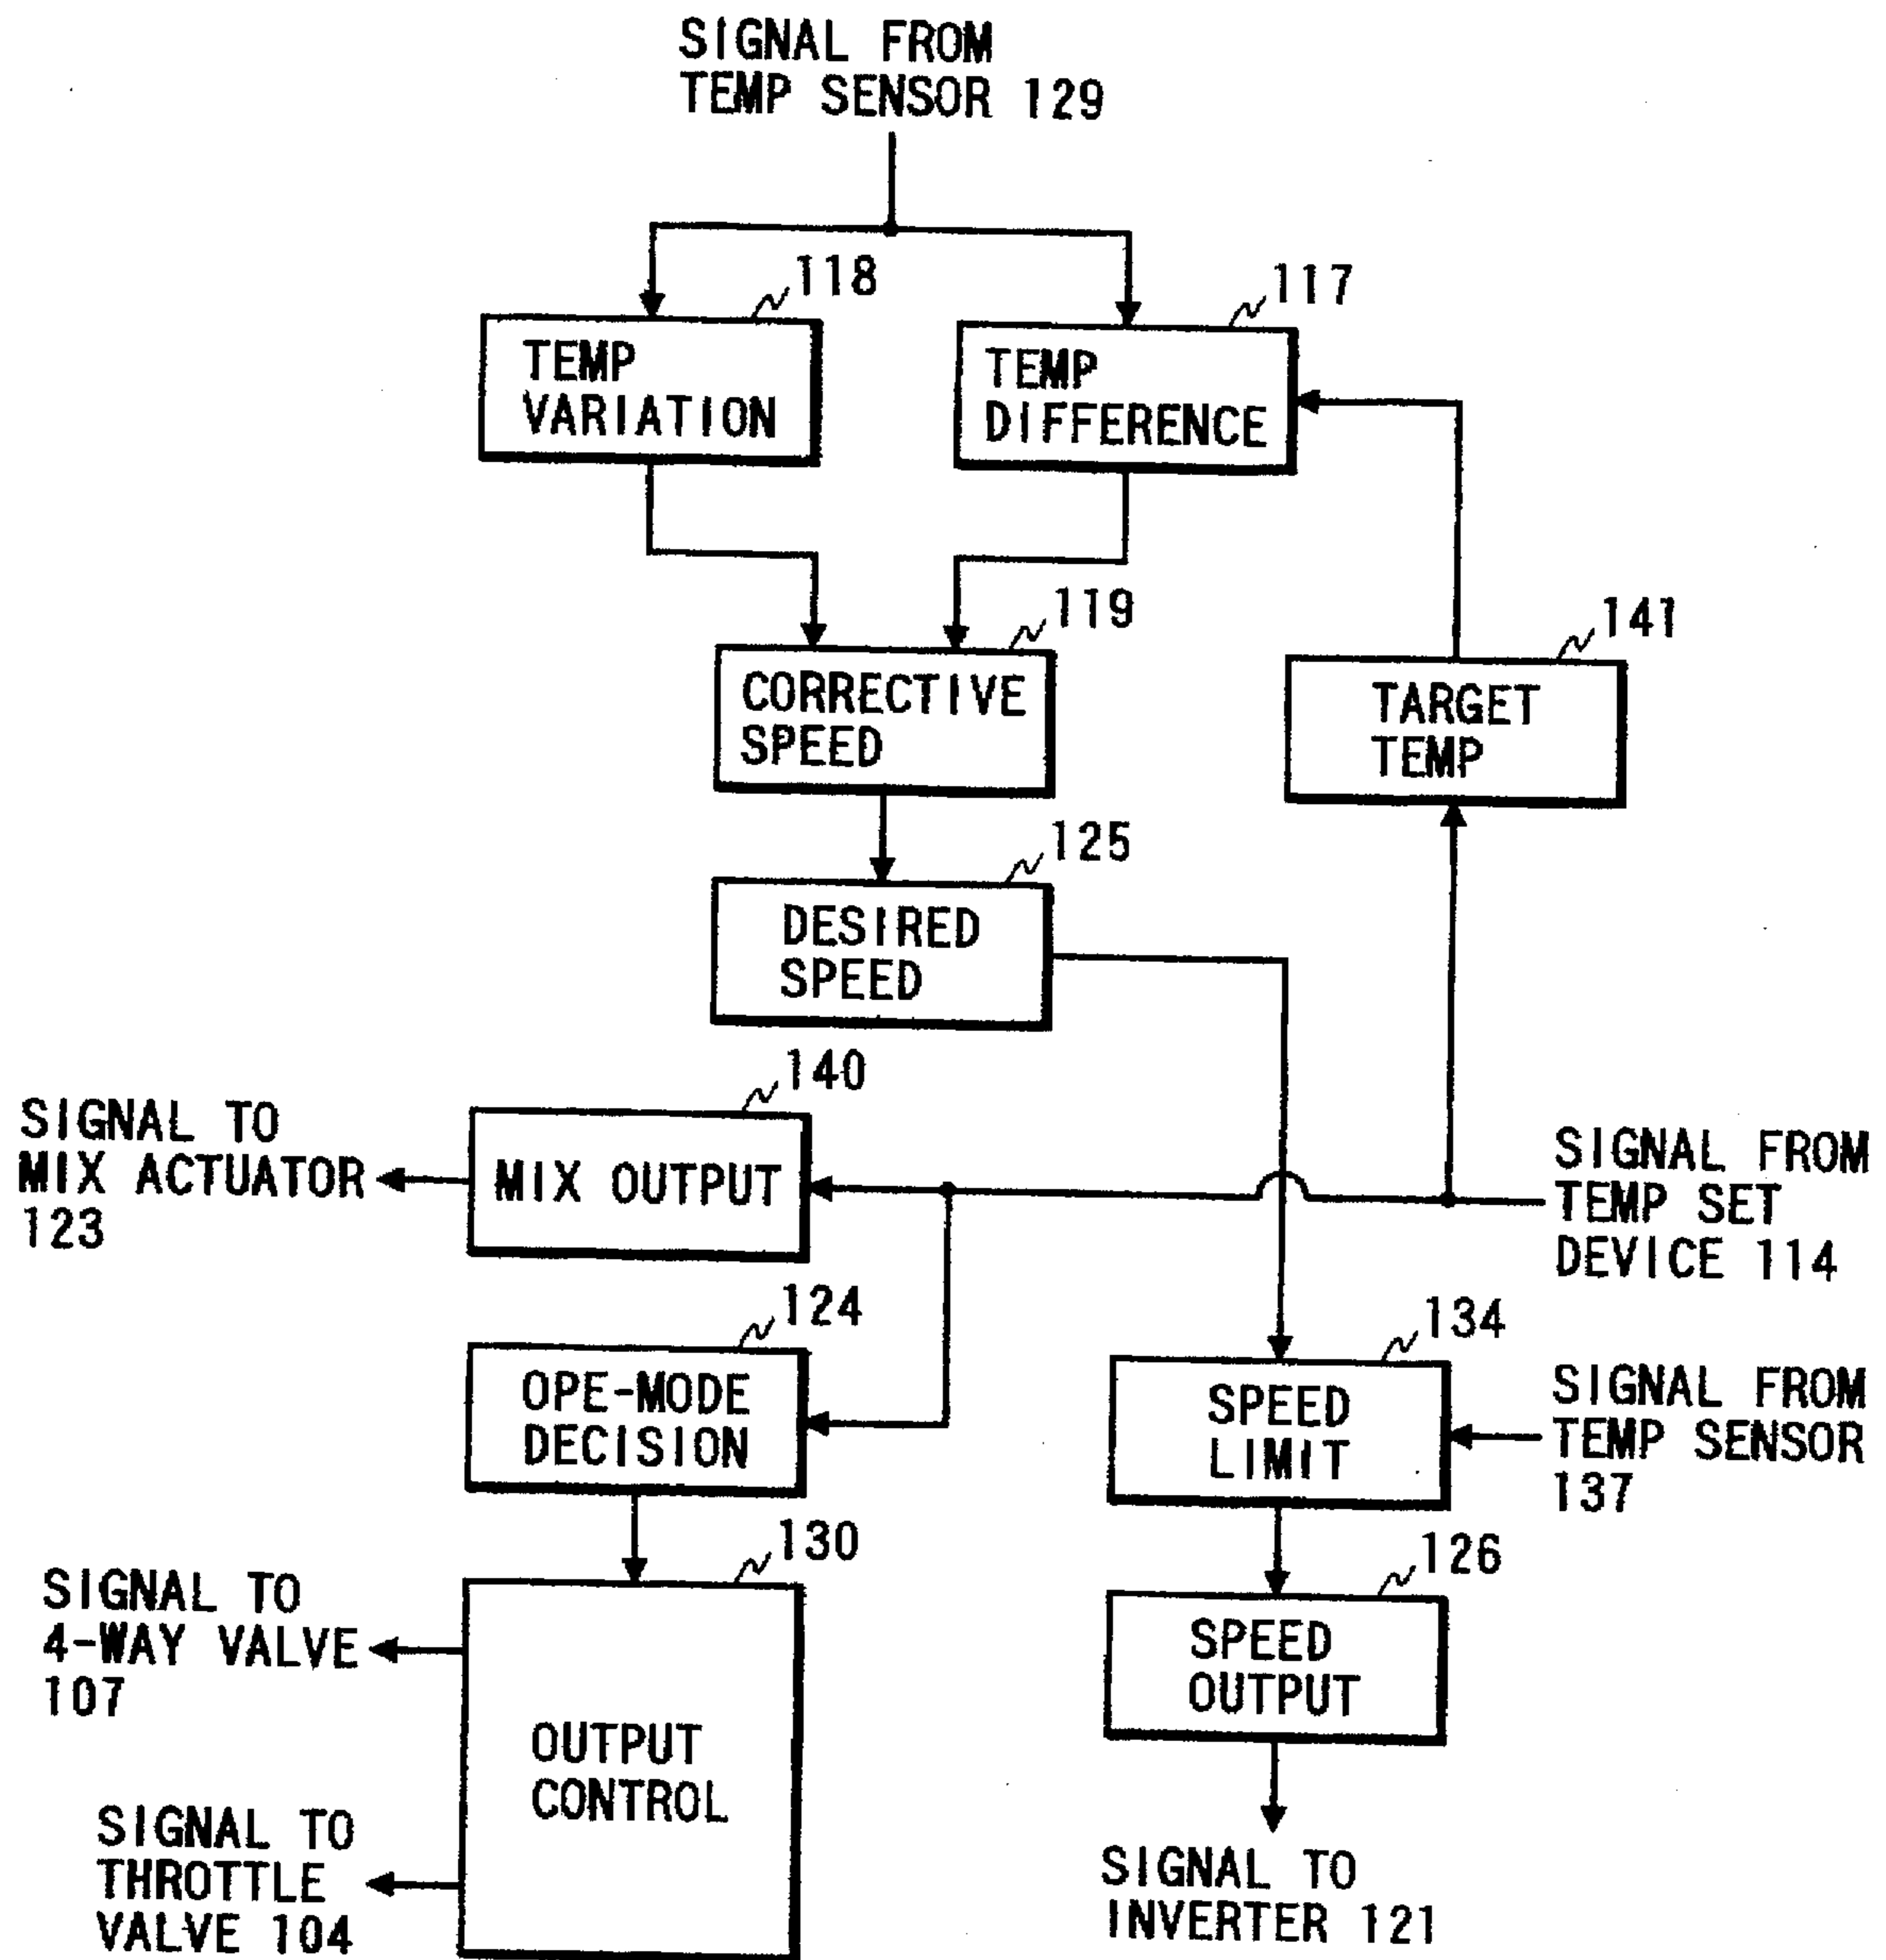 SIGNAL FROM
TEMP SENSOR 129
118
117
TEMP
VARIATION
TEMP
DIFFERENCE
119
141
CORRECTIVE
SPEED
TARGET
TEMP
125
DESIRED
SPEED
140
SIGNAL TO
MIX ACTUATOR
123
MIX OUTPUT
SIGNAL FROM
TEMP SET
DEVICE 114
124
134
OPE-MODE
DECISION
SPEED
LIMIT
SIGNAL FROM
TEMP SENSOR
137
130
126
SIGNAL TO
4-WAY VALVE
107
SPEED
OUTPUT
OUTPUT
CONTROL
SIGNAL TO
THROTTLE
VALVE 104
SIGNAL TO
INVERTER 121